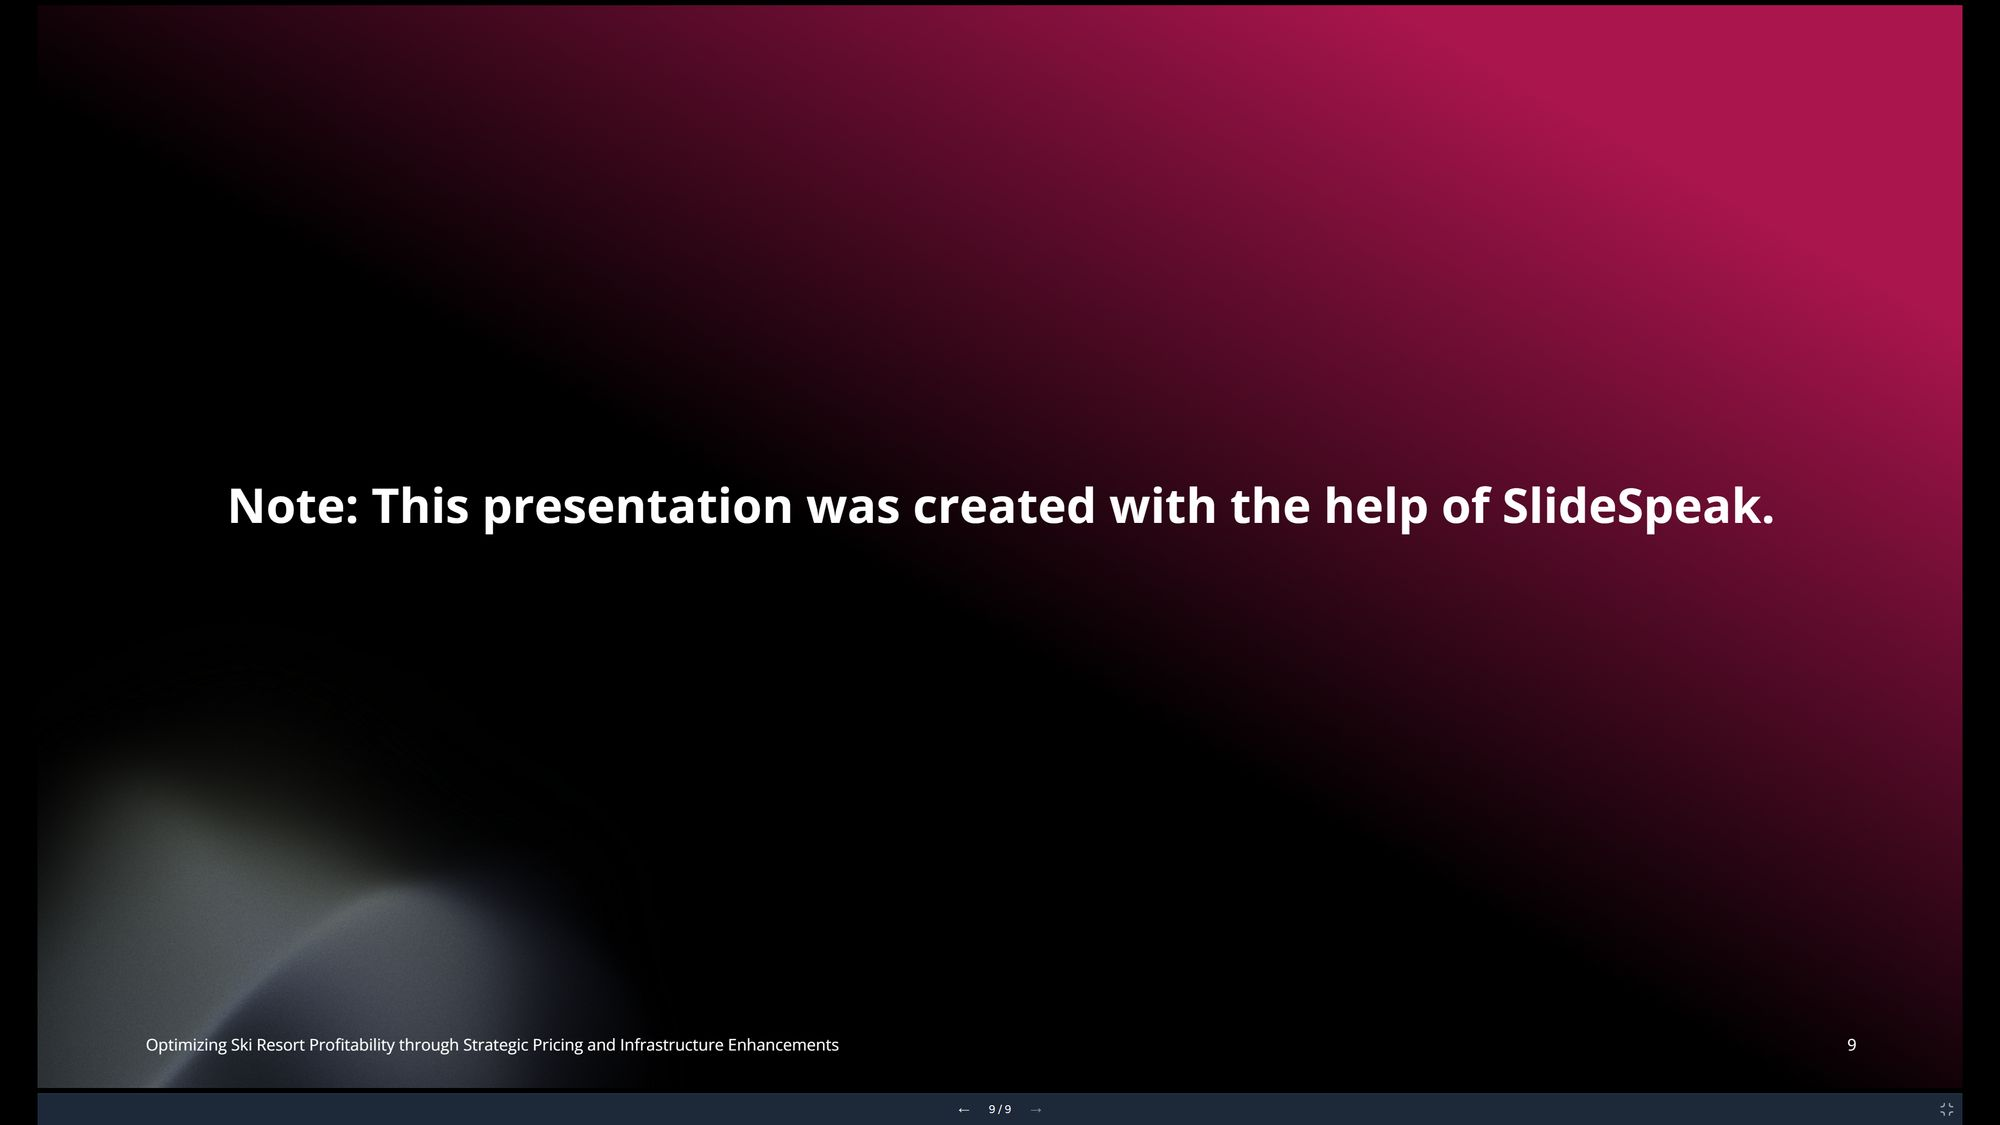 Note: This presentation was created with the help of SlideSpeak.
Optimizing Ski Resort Profitability through Strategic Pricing and Infrastructure Enhancements
9
← 9 / 9 →